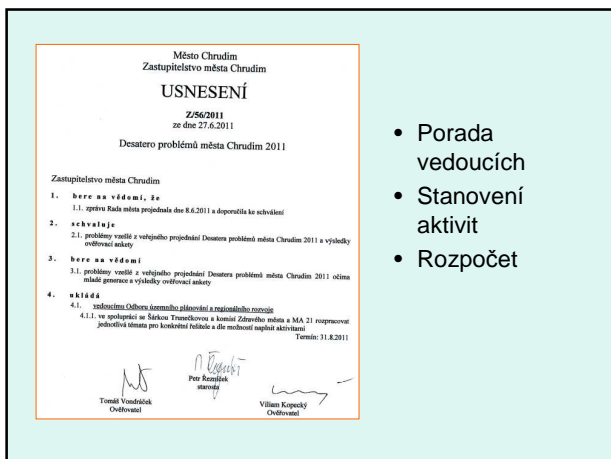 Město Chrudim
Zastupitelstvo města Chrudim
USNESENÍ
Z/56/2011
ze dne 27.6.2011
Desatero problémů města Chrudim 2011
Zastupitelstvo města Chrudim
1. bere na vědomí, že
1.1. zprávu Rada města projednala dne 8.6.2011 a doporučila ke schválení
2. schvaluje
2.1. problémy vzešlé z veřejného projednání Desatera problémů města Chrudim 2011 a výsledky
ověřovací ankety
3. bere na vědomí
3.1. problémy vzešlé z veřejného projednání Desatera problémů města Chrudim 2011 očima
mladé generace a výsledky ověřovací ankety
4. ukládá
4.1. vedoucímu Odboru územního plánování a regionálního rozvoje
4.1.1. ve spolupráci se Šárkou Trunečkovou a komisí Zdravého města a MA 21 rozpracovat
jednotlivá témata pro konkrétní řešitele a dle možností naplnit aktivitami
Termín: 31.8.2011
Petr Řezníček
starosta
Tomáš Vondráček
Ověřovatel
Viliam Kopecký
Ověřovatel
• Porada
vedoucích
• Stanovení
aktivit
• Rozpočet